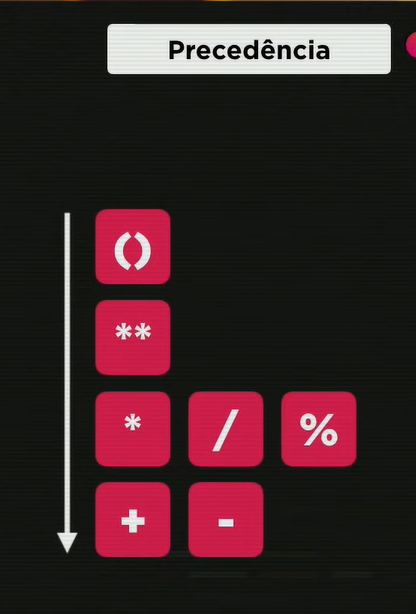 Precedência
()
**
* / %
+ -